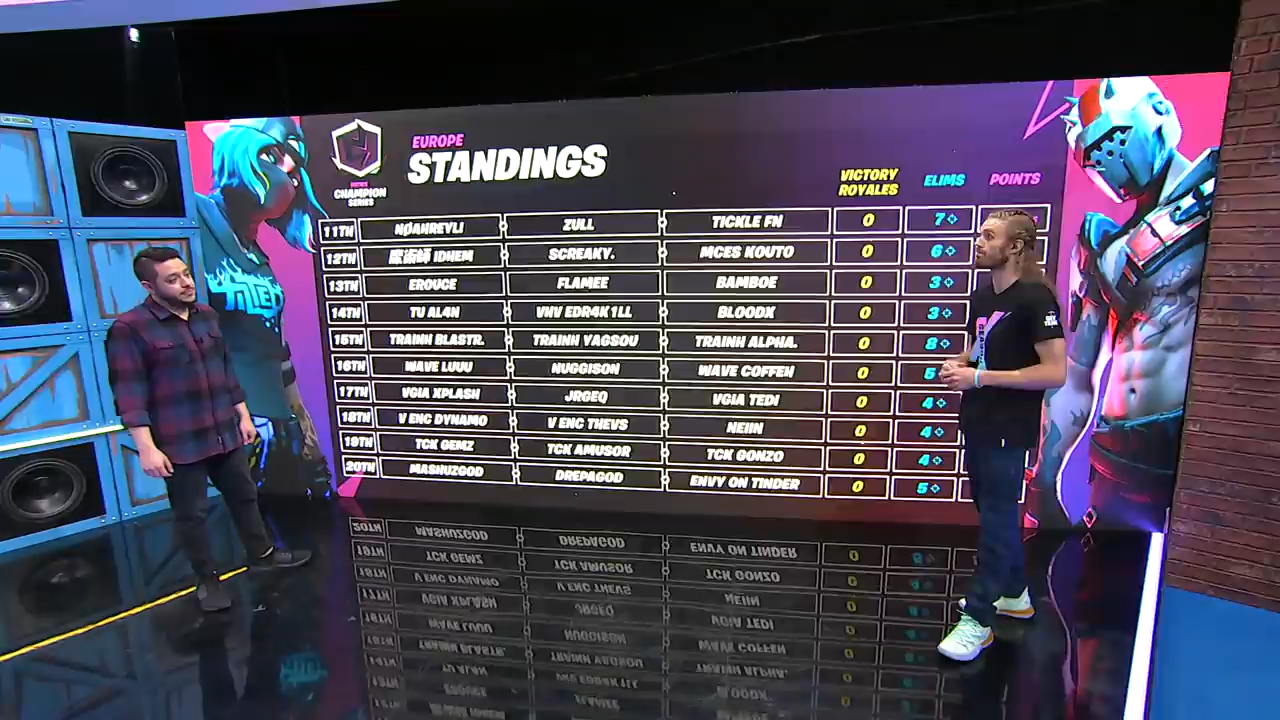 EUROPE
STANDINGS
CHAMPION
SERIES
VICTORY ROYALES ELIMS POINTS
11TH NØAHREYLI ZULL TICKLE FN 0 7
12TH IDHEM SCREAKY. MCES KOUTO 0 6
13TH EROUCE FLAMEE BAMBOE 0 3
14TH TU AL4N VHV EDR4K1LL BLOODX 0 3
15TH TRAINH BLASTR. TRAINH YAGSOU TRAINH ALPHA. 0 8
16TH WAVE LUUU NUGGISON WAVE COFFEH 0 5
17TH VGIA XPLASH JRGEQ VGIA TEDI 0 4
18TH V ENC DYNAMO V ENC THEVS NEIIN 0 4
19TH TCK GEMZ TCK AMUSOR TCK GONZO 0 4
20TH MASHUZGOD DREPAGOD ENVY ON TINDER 0 5